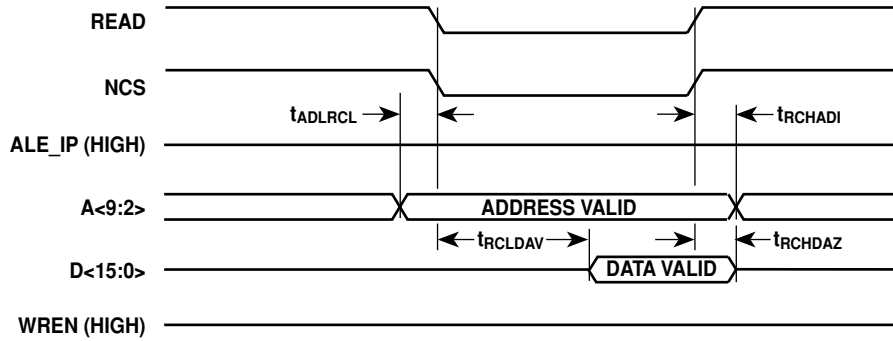 READ
NCS
tADLRCL
tRCHADI
ALE_IP (HIGH)
A<9:2>
ADDRESS VALID
tRCLDAV
tRCHDAZ
D<15:0>
DATA VALID
WREN (HIGH)